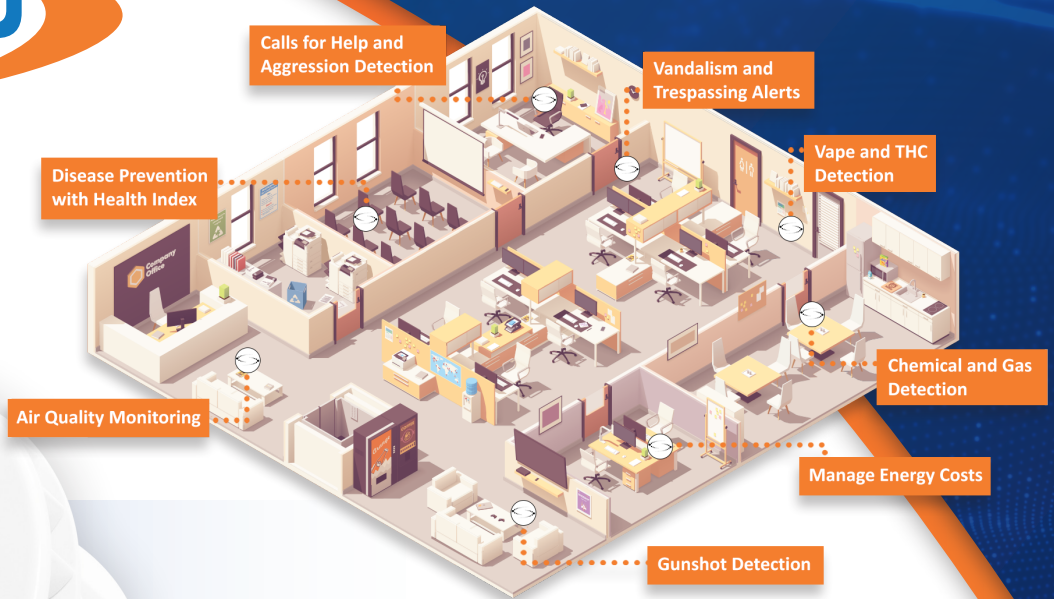 Calls for Help and
Aggression Detection
Vandalism and
Trespassing Alerts
Vape and THC
Detection
Disease Prevention
with Health Index
Company
Office
Chemical and Gas
Detection
Air Quality Monitoring
Manage Energy Costs
Gunshot Detection